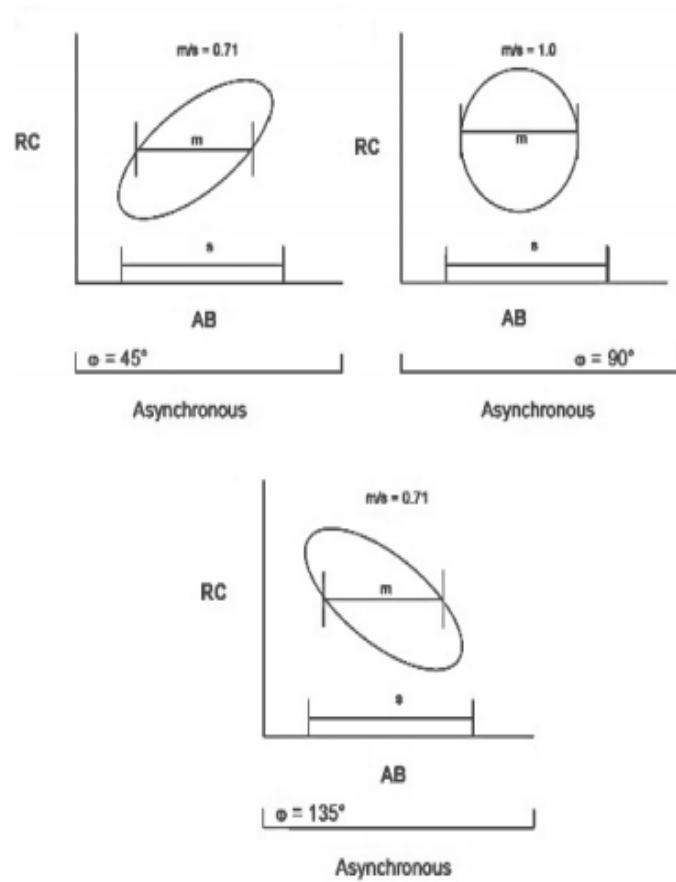 m/s = 0.71
RC
m
s
AB
φ = 45°
Asynchronous
m/s = 1.0
RC
m
s
AB
φ = 90°
Asynchronous
m/s = 0.71
RC
m
s
AB
φ = 135°
Asynchronous